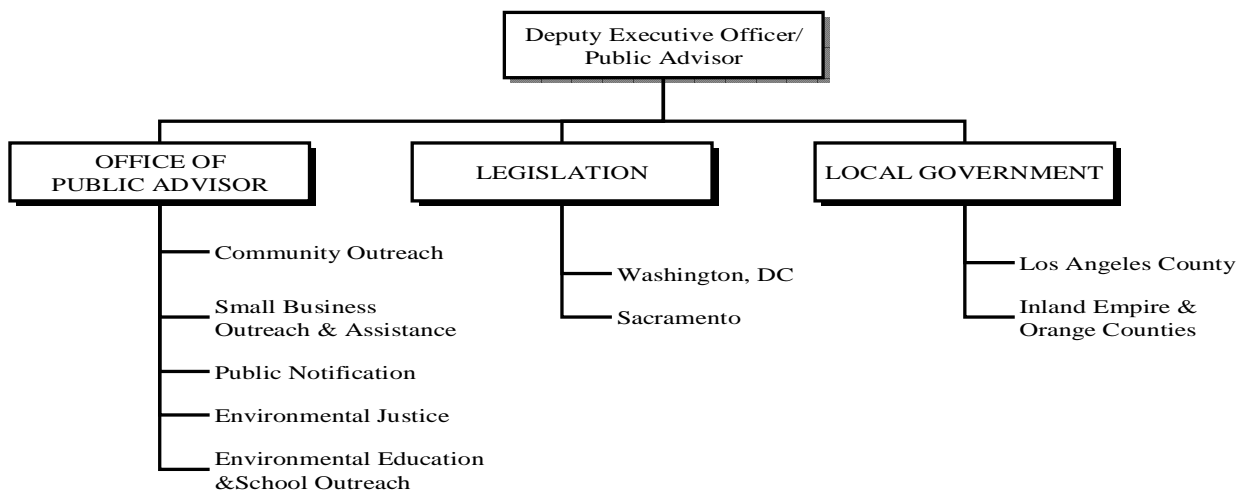 Deputy Executive Officer/
Public Advisor
OFFICE OF
PUBLIC ADVISOR
Community Outreach
Small Business
Outreach & Assistance
Public Notification
Environmental Justice
Environmental Education
&School Outreach
LEGISLATION
Washington, DC
Sacramento
LOCAL GOVERNMENT
Los Angeles County
Inland Empire &
Orange Counties